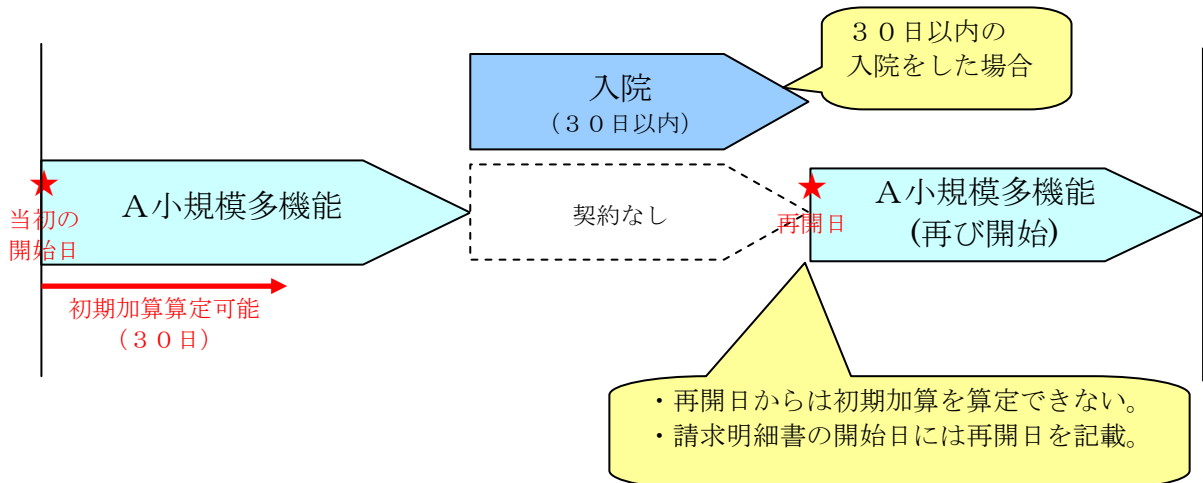 ３０日以内の
入院をした場合
入院
（３０日以内）
★
当初の
開始日
Ａ小規模多機能
契約なし
★
再開日
Ａ小規模多機能
(再び開始)
初期加算算定可能
（３０日）
・再開日からは初期加算を算定できない。
・請求明細書の開始日には再開日を記載。